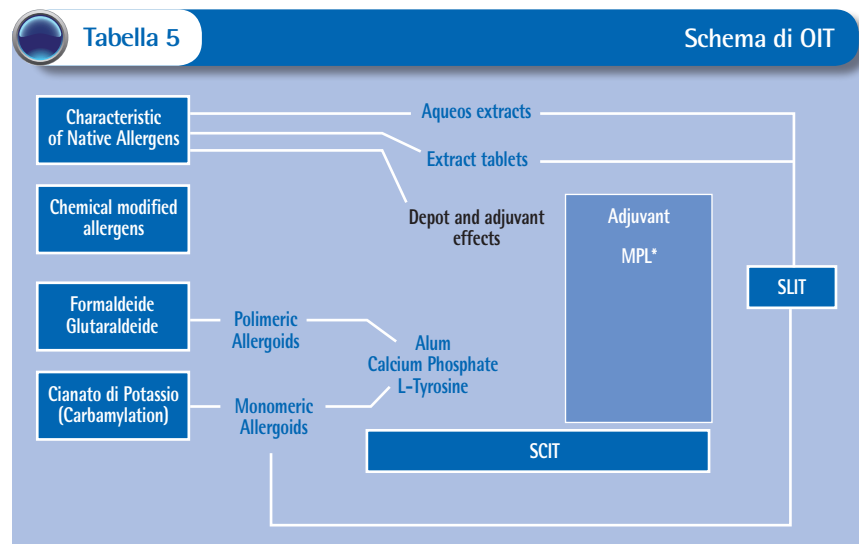 Tabella 5
Schema di OIT
Characteristic
of Native Allergens
Aqueos extracts
Extract tablets
Chemical modified
allergens
Depot and adjuvant
effects
Adjuvant
MPL*
SLIT
Formaldeide
Glutaraldeide
Polimeric
Allergoids
Alum
Calcium Phosphate
L-Tyrosine
Cianato di Potassio
(Carbamylation)
Monomeric
Allergoids
SCIT